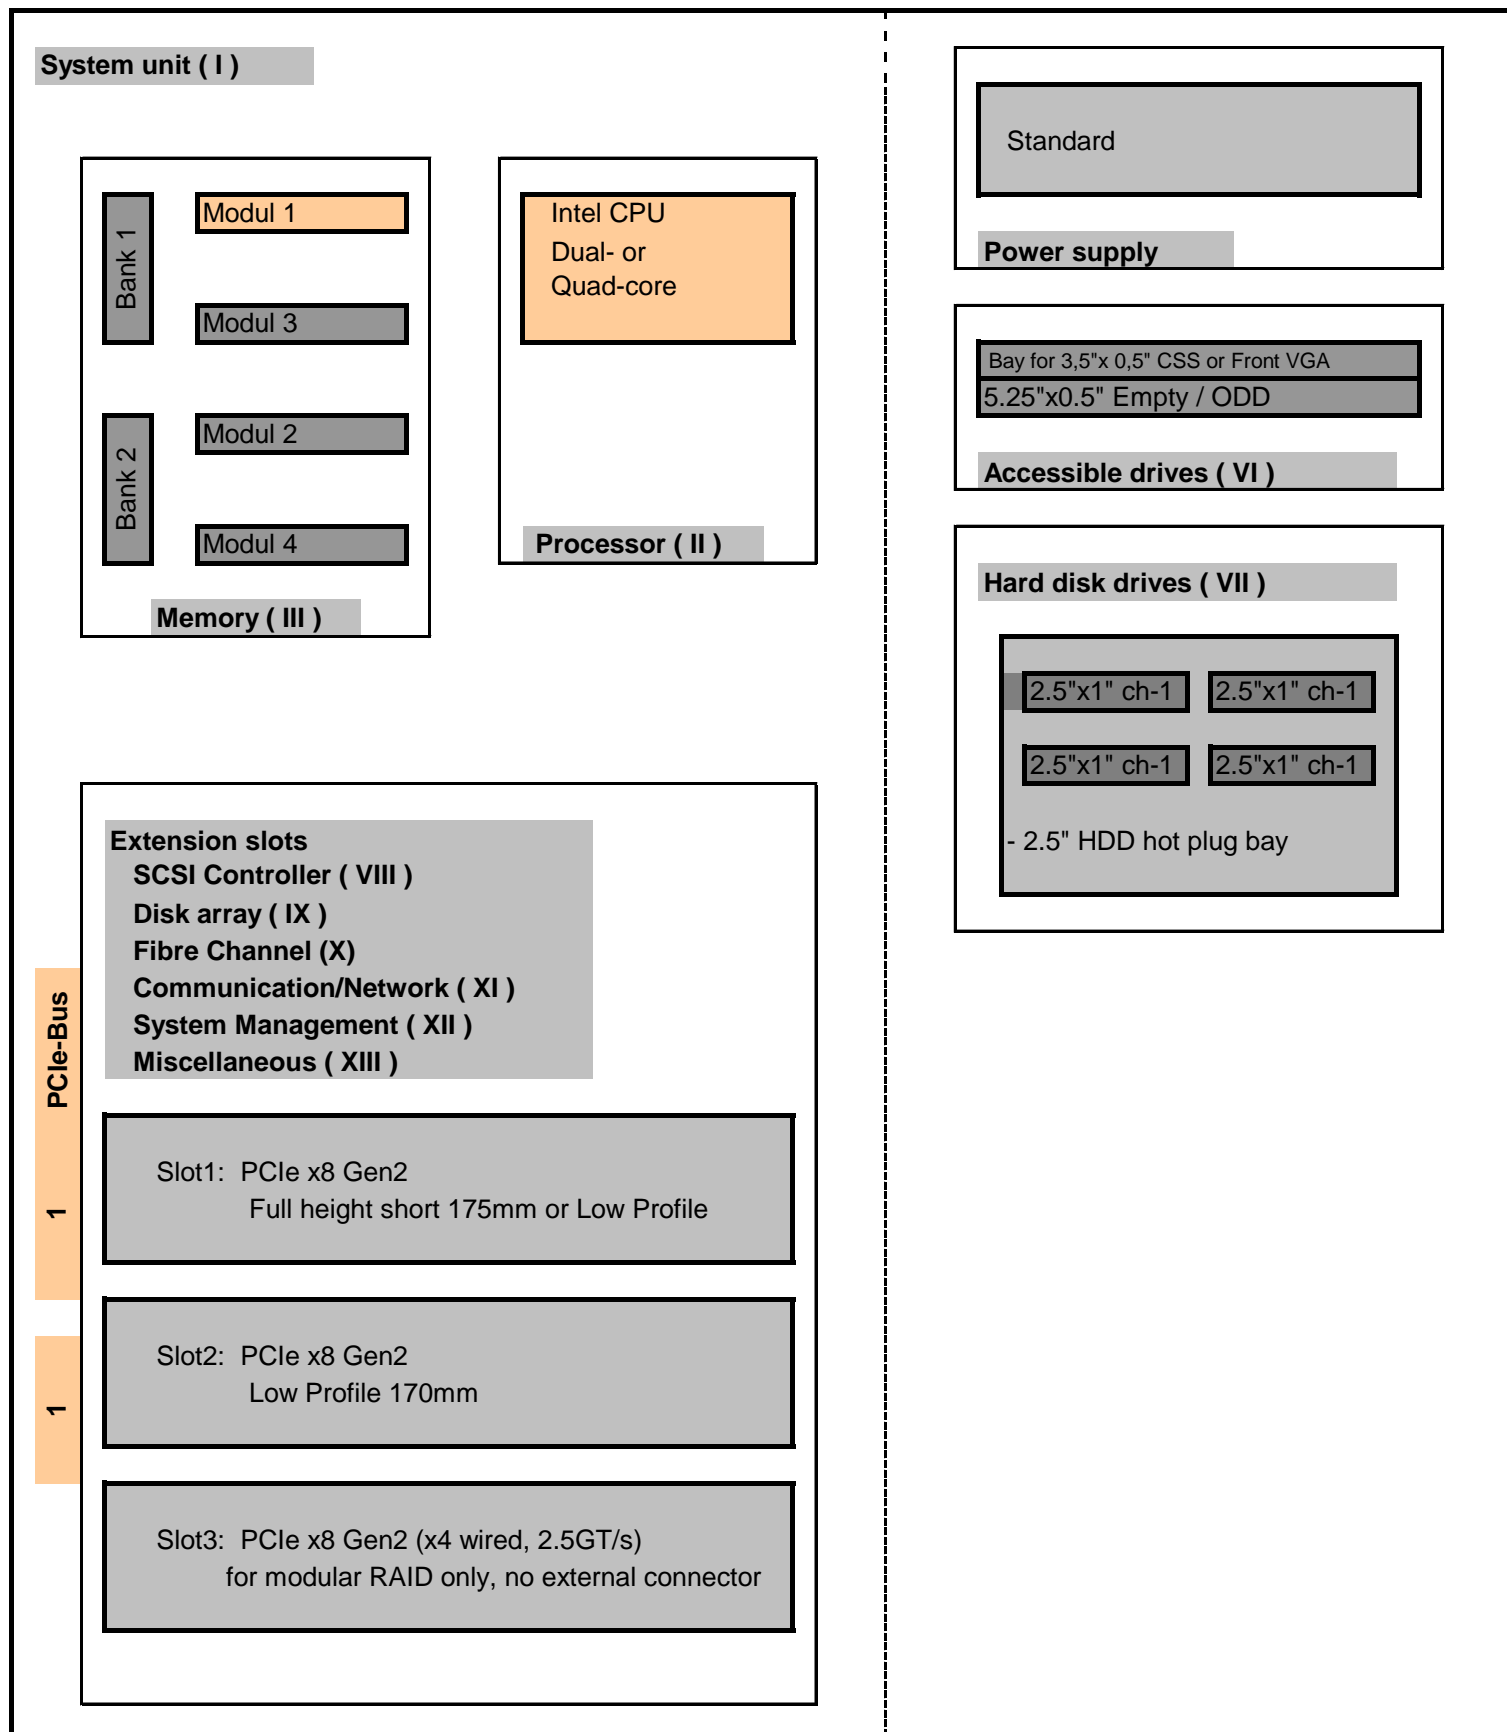 System unit ( I )
Bank 1
Modul 1
Modul 3
Bank 2
Modul 2
Modul 4
Memory ( III )
Intel CPU
Dual- or
Quad-core
Processor ( II )
Extension slots
SCSI Controller ( VIII )
Disk array ( IX )
Fibre Channel (X)
Communication/Network ( XI )
System Management ( XII )
Miscellaneous ( XIII )
PCIe-Bus
1
Slot1: PCIe x8 Gen2
Full height short 175mm or Low Profile
1
Slot2: PCIe x8 Gen2
Low Profile 170mm
Slot3: PCIe x8 Gen2 (x4 wired, 2.5GT/s)
for modular RAID only, no external connector
Standard
Power supply
Bay for 3,5"x 0,5" CSS or Front VGA
5.25"x0.5" Empty / ODD
Accessible drives ( VI )
Hard disk drives ( VII )
2.5"x1" ch-1 2.5"x1" ch-1
2.5"x1" ch-1 2.5"x1" ch-1
- 2.5" HDD hot plug bay